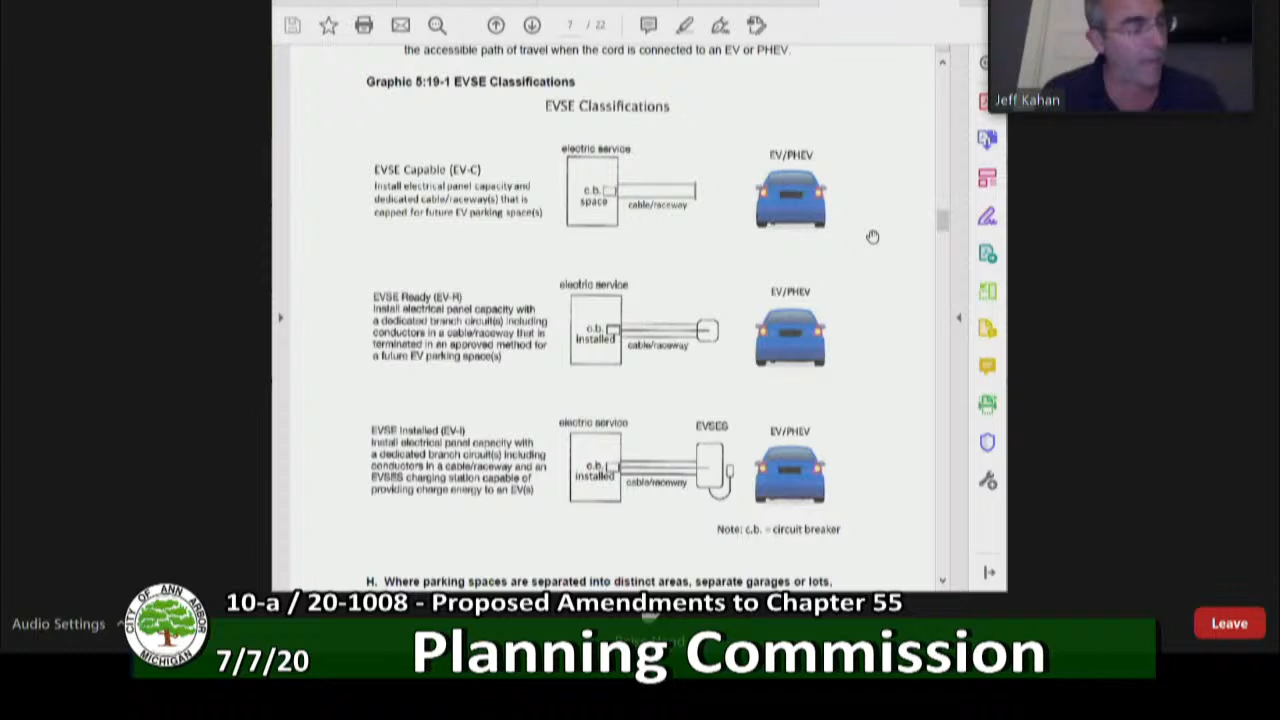 7 / 22
the accessible path of travel when the cord is connected to an EV or PHEV.
Graphic 5:19-1 EVSE Classifications
EVSE Classifications
electric service
EV/PHEV
EVSE Capable (EV-C)
Install electrical panel capacity and
dedicated cable/raceway(s) that is
capped for future EV parking space(s)
c.b.
space
cable/raceway
electric service
EV/PHEV
EVSE Ready (EV-R)
Install electrical panel capacity with
a dedicated branch circuit(s) including
conductors in a cable/raceway that is
terminated in an approved method for
a future EV parking space(s)
c.b.
installed
cable/raceway
electric service
EVSES
EV/PHEV
EVSE Installed (EV-I)
Install electrical panel capacity with
a dedicated branch circuit(s) including
conductors in a cable/raceway and an
EVSES charging station capable of
providing charge energy to an EV(s)
c.b.
installed
cable/raceway
Note: c.b. = circuit breaker
H. Where parking spaces are separated into distinct areas, separate garages or lots,
Jeff Kahan
Audio Settings
Leave
CITY OF ANN ARBOR
MICHIGAN
10-a / 20-1008 - Proposed Amendments to Chapter 55
7/7/20
Planning Commission